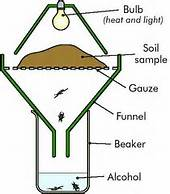 Bulb
(heat and light)
Soil
sample
Gauze
Funnel
Beaker
Alcohol